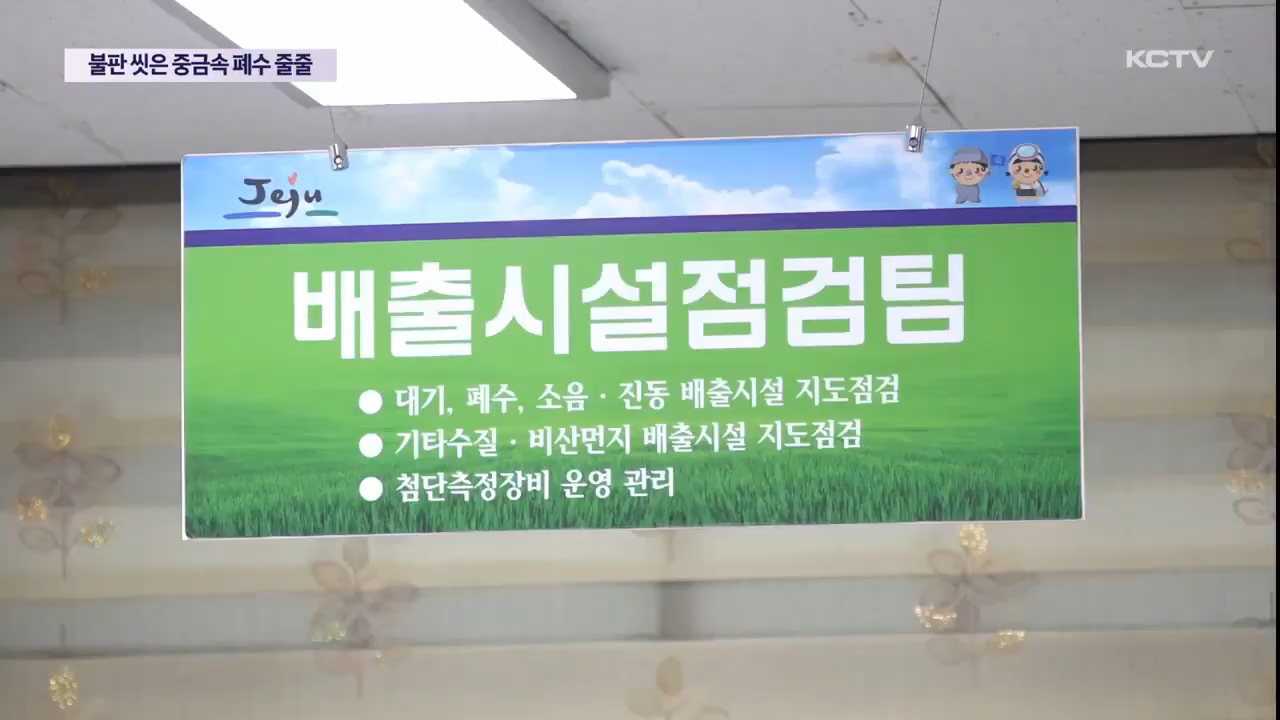 불판 씻은 중금속 폐수 줄줄
KCTV
Jeju
배출시설점검팀
● 대기, 폐수, 소음 · 진동 배출시설 지도점검
● 기타수질 · 비산먼지 배출시설 지도점검
● 첨단측정장비 운영 관리